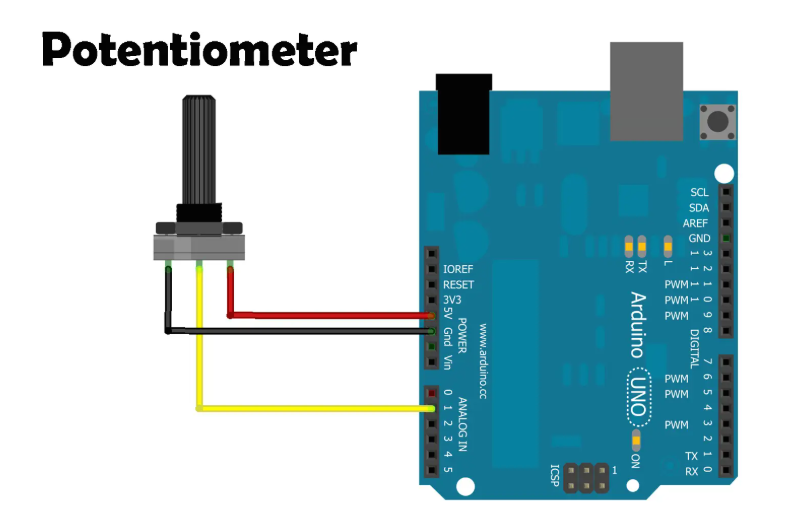 Potentiometer
SCL
SDA
AREF
GND
13
12
PWM 11
PWM 10
PWM 9
8
DIGITAL
7
PWM 6
PWM 5
4
PWM 3
2
TX 1
RX 0
IOREF
RESET
3V3
5V
Gnd
Vin
POWER
www.arduino.cc
0
1
2
3
4
5
ANALOG IN
RX
TX
L
Arduino
UNO
ON
ICSP
1